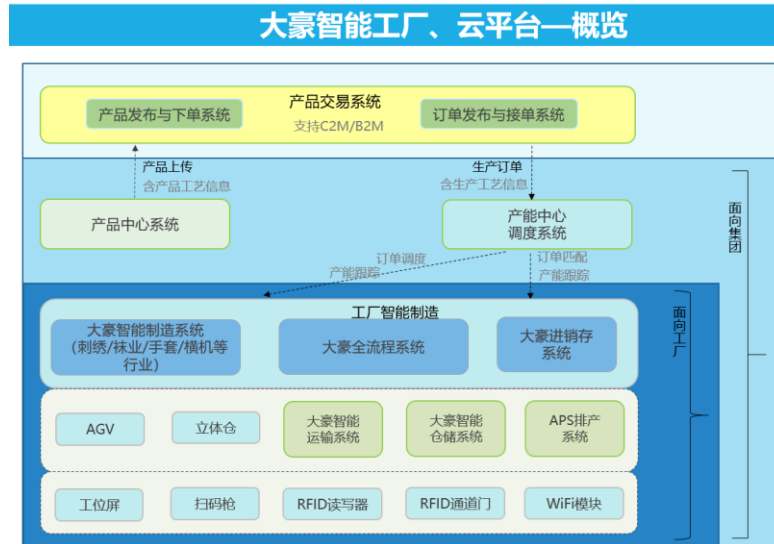 大豪智能工厂、云平台—概览
产品交易系统
产品发布与下单系统
支持C2M/B2M
订单发布与接单系统
产品上传
含产品工艺信息
生产订单
含生产工艺信息
产品中心系统
产能中心
调度系统
面向集团
订单调度
产能跟踪
订单匹配
产能跟踪
工厂智能制造
面向工厂
大豪智能制造系统
(刺绣/袜业/手套/横机等
行业)
大豪全流程系统
大豪进销存
系统
AGV
立体仓
大豪智能
运输系统
大豪智能
仓储系统
APS排产
系统
工位屏
扫码枪
RFID读写器
RFID通道门
WiFi模块